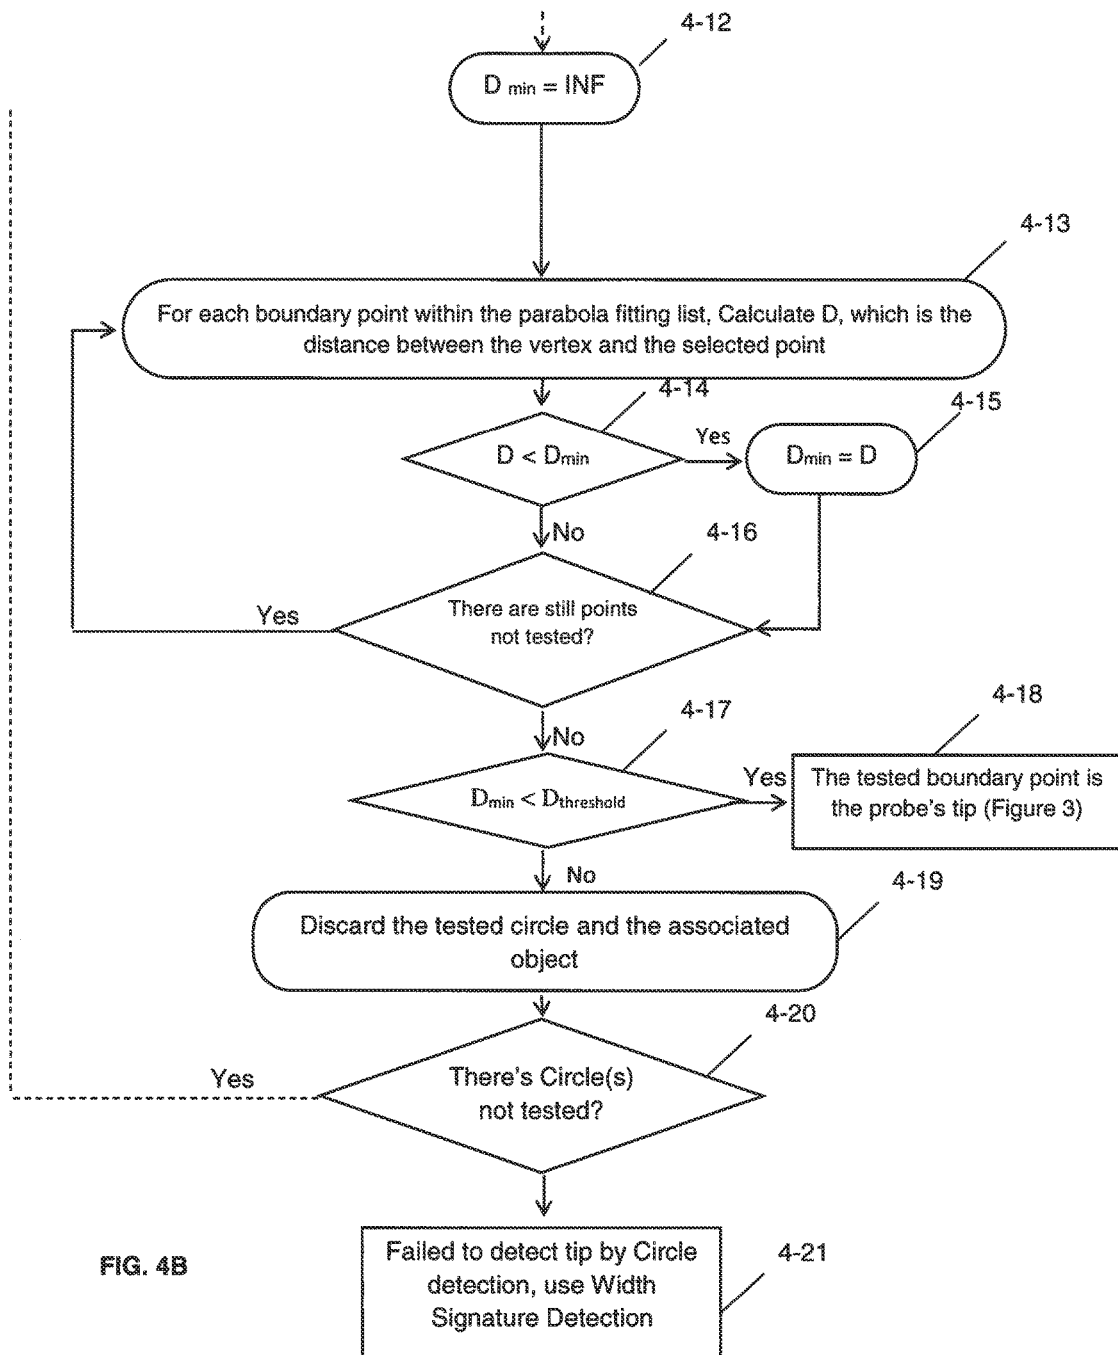 4-12
D min = INF
4-13
For each boundary point within the parabola fitting list, Calculate D, which is the
distance between the vertex and the selected point
4-14
4-15
D < Dmin
Yes
Dmin = D
No
4-16
There are still points
not tested?
Yes
4-17
4-18
No
Dmin < Dthreshold
Yes
The tested boundary point is
the probe's tip (Figure 3)
No
4-19
Discard the tested circle and the associated
object
4-20
Yes
There's Circle(s)
not tested?
4-21
Failed to detect tip by Circle
detection, use Width
Signature Detection
FIG. 4B